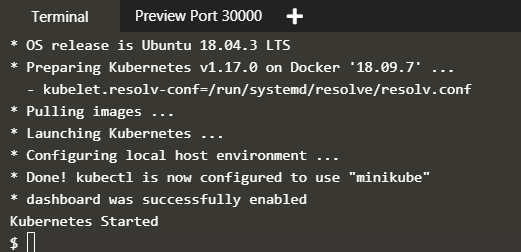 Terminal
Preview Port 30000
* OS release is Ubuntu 18.04.3 LTS
* Preparing Kubernetes v1.17.0 on Docker '18.09.7' ...
  - kubelet.resolv-conf=/run/systemd/resolve/resolv.conf
* Pulling images ...
* Launching Kubernetes ...
* Configuring local host environment ...
* Done! kubectl is now configured to use "minikube"
* dashboard was successfully enabled
Kubernetes Started
$